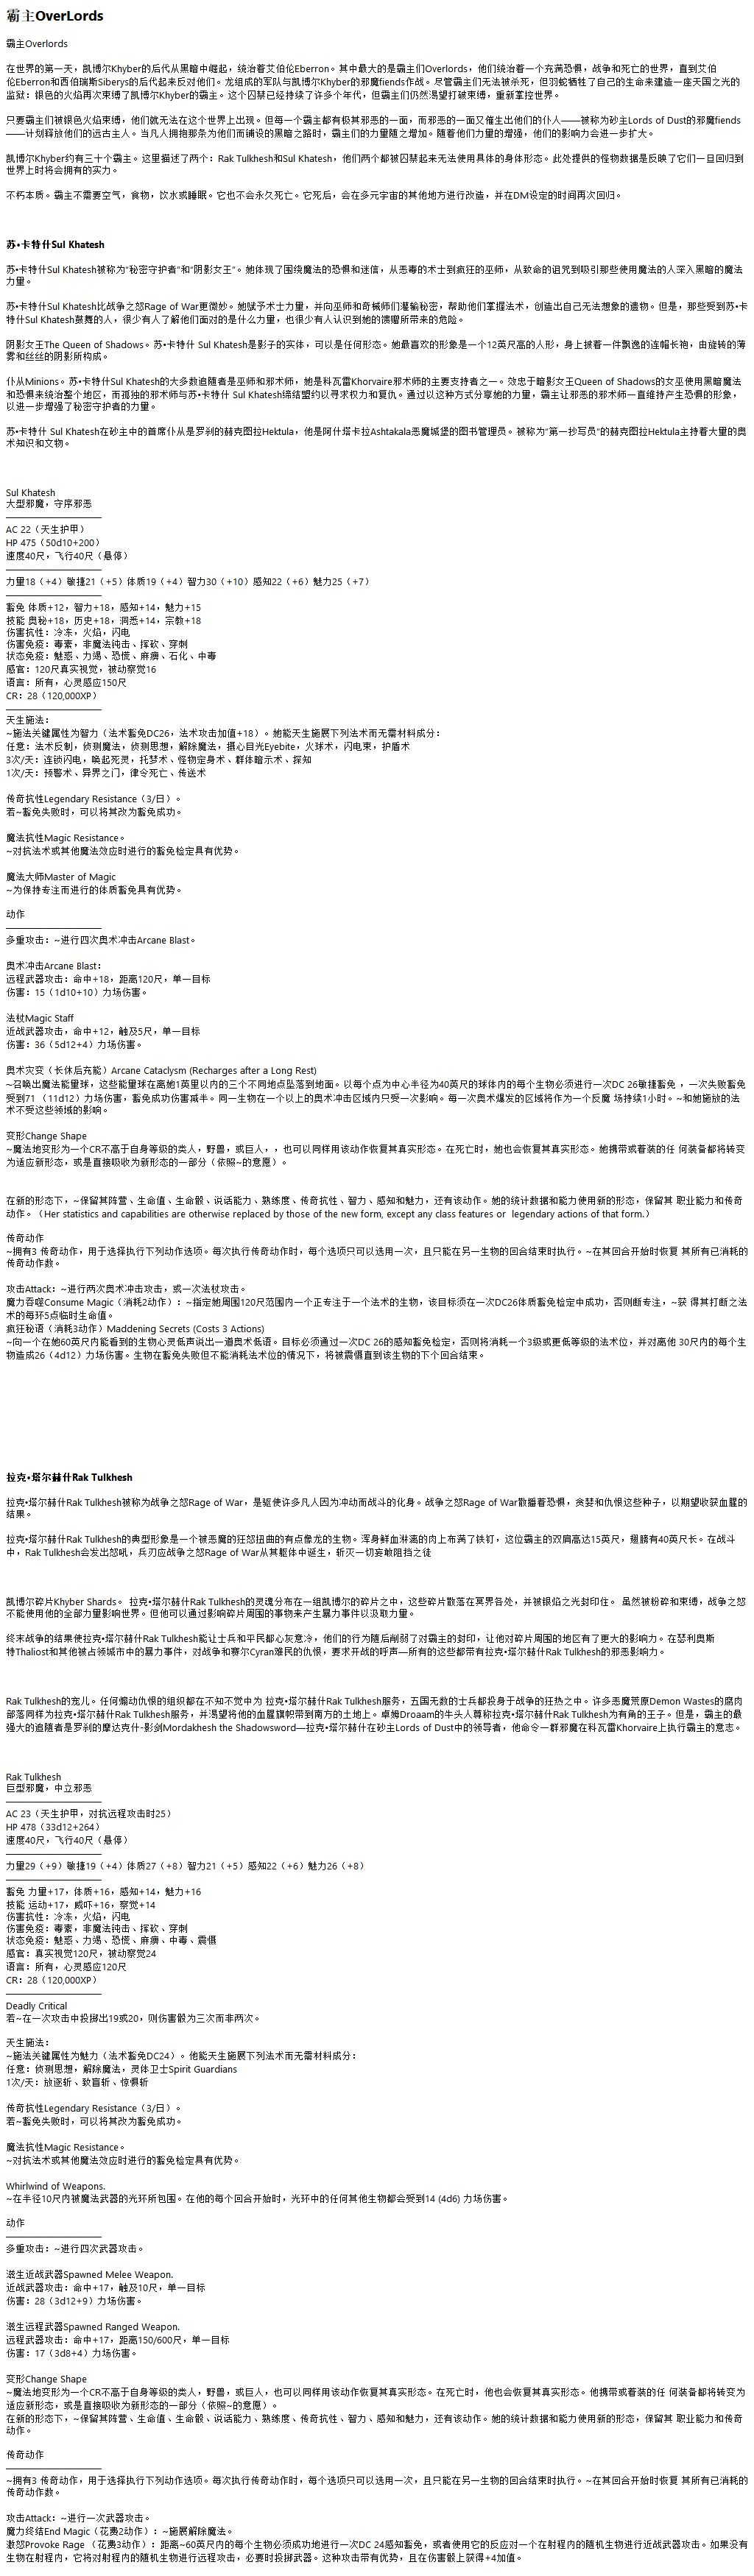 霸主OverLords
霸主Overlords
在世界的第一天，凯博尔Khyber的后代从黑暗中崛起，统治着艾伯伦Eberron。其中最大的是霸主们Overlords，他们统治着一个充满恐惧，战争和死亡的世界，直到艾伯
伦Eberron和西伯瑞斯Siberys的后代起来反对他们。龙组成的军队与凯博尔Khyber的邪魔fiends作战。尽管霸主们无法被杀死，但羽蛇牺牲了自己的生命来建造一座天国之光的
监狱：银色的火焰再次束缚了凯博尔Khyber的霸主。这个囚禁已经持续了许多个年代，但霸主们仍然渴望打破束缚，重新掌控世界。
只要霸主们被银色火焰束缚，他们就无法在这个世界上出现。但每一个霸主都有极其邪恶的一面，而邪恶的一面又催生出他们的仆人——被称为砂主Lords of Dust的邪魔fiends
——计划释放他们的远古主人。当凡人拥抱那条为他们而铺设的黑暗之路时，霸主们的力量随之增加。随着他们力量的增强，他们的影响力会进一步扩大。
凯博尔Khyber约有三十个霸主。这里描述了两个：Rak Tulkhesh和Sul Khatesh，他们两个都被囚禁起来无法使用具体的身体形态。此处提供的怪物数据是反映了它们一旦回归到
世界上时将会拥有的实力。
不朽本质。霸主不需要空气，食物，饮水或睡眠。它也不会永久死亡。它死后，会在多元宇宙的其他地方进行改造，并在DM设定的时间再次回归。
苏•卡特什Sul Khatesh
苏•卡特什Sul Khatesh被称为“秘密守护者”和“阴影女王”。她体现了围绕魔法的恐惧和迷信，从恶毒的术士到疯狂的巫师，从致命的诅咒到吸引那些使用魔法的人深入黑暗的魔法
力量。
苏•卡特什Sul Khatesh比战争之怒Rage of War更微妙。她赋予术士力量，并向巫师和奇械师们灌输秘密，帮助他们掌握法术，创造出自己无法想象的遗物。但是，那些受到苏•卡
特什Sul Khatesh鼓舞的人，很少有人了解他们面对的是什么力量，也很少有人认识到她的馈赠所带来的危险。
阴影女王The Queen of Shadows。苏•卡特什 Sul Khatesh是影子的实体，可以是任何形态。她最喜欢的形象是一个12英尺高的人形，身上披着一件飘逸的连帽长袍，由旋转的薄
雾和丝丝的阴影所构成。
仆从Minions。苏•卡特什Sul Khatesh的大多数追随者是巫师和邪术师，她是科瓦雷Khorvaire邪术师的主要支持者之一。效忠于暗影女王Queen of Shadows的女巫使用黑暗魔法
和恐惧来统治整个地区，而孤独的邪术师与苏•卡特什 Sul Khatesh缔结盟约以寻求权力和复仇。通过以这种方式分享她的力量，霸主让邪恶的邪术师一直维持产生恐惧的形象，
以进一步增强了秘密守护者的力量。
苏•卡特什 Sul Khatesh在砂主中的首席仆从是罗刹的赫克图拉Hektula，他是阿什塔卡拉Ashtakala恶魔城堡的图书管理员。被称为“第一抄写员”的赫克图拉Hektula主持着大量的奥
术知识和文物。
Sul Khatesh
大型邪魔，守序邪恶
AC 22（天生护甲）
HP 475（50d10+200）
速度40尺，飞行40尺（悬停）
力量18（+4）敏捷21（+5）体质19（+4）智力30（+10）感知22（+6）魅力25（+7）
豁免 体质+12，智力+18，感知+14，魅力+15
技能 奥秘+18，历史+18，洞悉+14，宗教+18
伤害抗性：冷冻，火焰，闪电
伤害免疫：毒素，非魔法钝击、挥砍、穿刺
状态免疫：魅惑、力竭、恐慌、麻痹、石化、中毒
感官：120尺真实视觉，被动察觉16
语言：所有，心灵感应150尺
CR：28（120,000XP）
天生施法：
~施法关键属性为智力（法术豁免DC26，法术攻击加值+18）。她能天生施展下列法术而无需材料成分：
任意：法术反制，侦测魔法，侦测思想，解除魔法，摄心目光Eyebite，火球术，闪电束，护盾术
3次/天：连锁闪电，唤起死灵，托梦术、怪物定身术、群体暗示术、探知
1次/天：预警术、异界之门，律令死亡、传送术
传奇抗性Legendary Resistance（3/日）。
若~豁免失败时，可以将其改为豁免成功。
魔法抗性Magic Resistance。
~对抗法术或其他魔法效应时进行的豁免检定具有优势。
魔法大师Master of Magic
~为保持专注而进行的体质豁免具有优势。
动作
多重攻击：~进行四次奥术冲击Arcane Blast。
奥术冲击Arcane Blast：
远程武器攻击：命中+18，距离120尺，单一目标
伤害：15（1d10+10）力场伤害。
法杖Magic Staff
近战武器攻击，命中+12，触及5尺，单一目标
伤害：36（5d12+4）力场伤害。
奥术灾变（长休后充能）Arcane Cataclysm (Recharges after a Long Rest)
~召唤出魔法能量球，这些能量球在离她1英里以内的三个不同地点坠落到地面。以每个点为中心半径为40英尺的球体内的每个生物必须进行一次DC 26敏捷豁免 ，一次失败豁免
受到71 （11d12）力场伤害，豁免成功伤害减半。同一生物在一个以上的奥术冲击区域内只受一次影响。每一次奥术爆发的区域将作为一个反魔 场持续1小时。~和她施放的法
术不受这些领域的影响。
变形Change Shape
~魔法地变形为一个CR不高于自身等级的类人，野兽，或巨人，，也可以同样用该动作恢复其真实形态。在死亡时，她也会恢复其真实形态。她携带或着装的任 何装备都将转变
为适应新形态，或是直接吸收为新形态的一部分（依照~的意愿）。
在新的形态下，~保留其阵营、生命值、生命骰、说话能力、熟练度、传奇抗性、智力、感知和魅力，还有该动作。她的统计数据和能力使用新的形态，保留其 职业能力和传奇
动作。（Her statistics and capabilities are otherwise replaced by those of the new form, except any class features or legendary actions of that form.）
传奇动作
~拥有3 传奇动作，用于选择执行下列动作选项。每次执行传奇动作时，每个选项只可以选用一次，且只能在另一生物的回合结束时执行。~在其回合开始时恢复 其所有已消耗的
传奇动作数。
攻击Attack：~进行两次奥术冲击攻击，或一次法杖攻击。
魔力吞噬Consume Magic（消耗2动作）：~指定她周围120尺范围内一个正专注于一个法术的生物，该目标须在一次DC26体质豁免检定中成功，否则断专注，~获 得其打断之法
术的每环5点临时生命值。
疯狂秘语（消耗3动作）Maddening Secrets (Costs 3 Actions)
~向一个在她60英尺内能看到的生物心灵低声说出一道奥术低语。目标必须通过一次DC 26的感知豁免检定，否则将消耗一个3级或更低等级的法术位，并对离他 30尺内的每个生
物造成26（4d12）力场伤害。生物在豁免失败但不能消耗法术位的情况下，将被震慑直到该生物的下个回合结束。
拉克•塔尔赫什Rak Tulkhesh
拉克•塔尔赫什Rak Tulkhesh被称为战争之怒Rage of War，是驱使许多凡人因为冲动而战斗的化身。战争之怒Rage of War散播着恐惧，贪婪和仇恨这些种子，以期望收获血腥的
结果。
拉克•塔尔赫什Rak Tulkhesh的典型形象是一个被恶魔的狂怒扭曲的有点像龙的生物。浑身鲜血淋漓的肉上布满了铁钉，这位霸主的双肩高达15英尺，翅膀有40英尺长。在战斗
中，Rak Tulkhesh会发出怒吼，兵刃应战争之怒Rage of War从其躯体中诞生，斩灭一切妄敢阻挡之徒
凯博尔碎片Khyber Shards。 拉克•塔尔赫什Rak Tulkhesh的灵魂分布在一组凯博尔的碎片之中，这些碎片散落在冥界各处，并被银焰之光封印住。 虽然被粉碎和束缚，战争之怒
不能使用他的全部力量影响世界。但他可以通过影响碎片周围的事物来产生暴力事件以汲取力量。
终末战争的结果使拉克•塔尔赫什Rak Tulkhesh能让士兵和平民都心灰意冷，他们的行为随后削弱了对霸主的封印，让他对碎片周围的地区有了更大的影响力。在瑟利奥斯
特Thaliost和其他被占领城市中的暴力事件，对战争和赛尔Cyran难民的仇恨，要求开战的呼声—所有的这些都带有拉克•塔尔赫什Rak Tulkhesh的邪恶影响力。
Rak Tulkhesh的宠儿。任何煽动仇恨的组织都在不知不觉中为 拉克•塔尔赫什Rak Tulkhesh服务，五国无数的士兵都投身于战争的狂热之中。许多恶魔荒原Demon Wastes的腐肉
部落同样为拉克•塔尔赫什Rak Tulkhesh服务，并渴望将他的血腥旗帜带到南方的土地上。卓姆Droaam的牛头人尊称拉克•塔尔赫什Rak Tulkhesh为有角的王子。但是，霸主的最
强大的追随者是罗刹的摩达克什-影剑Mordakhesh the Shadowsword—拉克•塔尔赫什在砂主Lords of Dust中的领导者，他命令一群邪魔在科瓦雷Khorvaire上执行霸主的意志。
Rak Tulkhesh
巨型邪魔，中立邪恶
AC 23（天生护甲，对抗远程攻击时25）
HP 478（33d12+264）
速度40尺，飞行40尺（悬停）
力量29（+9）敏捷19（+4）体质27（+8）智力21（+5）感知22（+6）魅力26（+8）
豁免 力量+17，体质+16，感知+14，魅力+16
技能 运动+17，威吓+16，察觉+14
伤害抗性：冷冻，火焰，闪电
伤害免疫：毒素，非魔法钝击、挥砍、穿刺
状态免疫：魅惑、力竭、恐慌、麻痹、石化、中毒、震慑
感官：真实视觉120尺，被动察觉24
语言：所有，心灵感应120尺
CR：28（120,000XP）
Deadly Critical
若~在一次攻击中投掷出19或20，则伤害骰为三次而非两次。
天生施法：
~施法关键属性为魅力（法术豁免DC24）。他能天生施展下列法术而无需材料成分：
任意：侦测思想，解除魔法，灵体卫士Spirit Guardians
1次/天：放逐斩、致盲斩、惊惧斩
传奇抗性Legendary Resistance（3/日）。
若~豁免失败时，可以将其改为豁免成功。
魔法抗性Magic Resistance。
~对抗法术或其他魔法效应时进行的豁免检定具有优势。
Whirlwind of Weapons.
~在半径10尺内被魔法武器的光环所包围。在他的每个回合开始时，光环中的任何其他生物都会受到14 (4d6) 力场伤害。
动作
多重攻击：~进行四次武器攻击。
滋生近战武器Spawned Melee Weapon.
近战武器攻击：命中+17，触及10尺，单一目标
伤害：28（3d12+9）力场伤害。
滋生远程武器Spawned Ranged Weapon.
远程武器攻击：命中+17，距离150/600尺，单一目标
伤害：17（3d8+4）力场伤害。
变形Change Shape
~魔法地变形为一个CR不高于自身等级的类人，野兽，或巨人，也可以同样用该动作恢复其真实形态。在死亡时，他也会恢复其真实形态。他携带或着装的任 何装备都将转变为
适应新形态，或是直接吸收为新形态的一部分（依照~的意愿）。
在新的形态下，~保留其阵营、生命值、生命骰、说话能力、熟练度、传奇抗性、智力、感知和魅力，还有该动作。她的统计数据和能力使用新的形态，保留其 职业能力和传奇
动作。
传奇动作
~拥有3 传奇动作，用于选择执行下列动作选项。每次执行传奇动作时，每个选项只可以选用一次，且只能在另一生物的回合结束时执行。~在其回合开始时恢复 其所有已消耗的
传奇动作数。
攻击Attack：~进行一次武器攻击。
魔力终结End Magic（花费2动作）：~施展解除魔法。
激怒Provoke Rage （花费3动作）：距离~60英尺内的每个生物必须成功地进行一次DC 24感知豁免，或者使用它的反应对一个在射程内的随机生物进行近战武器攻击。如果没有
生物在射程内，它将对射程内的随机生物进行远程攻击，必要时投掷武器。这种攻击带有优势，且在伤害骰上获得+4加值。